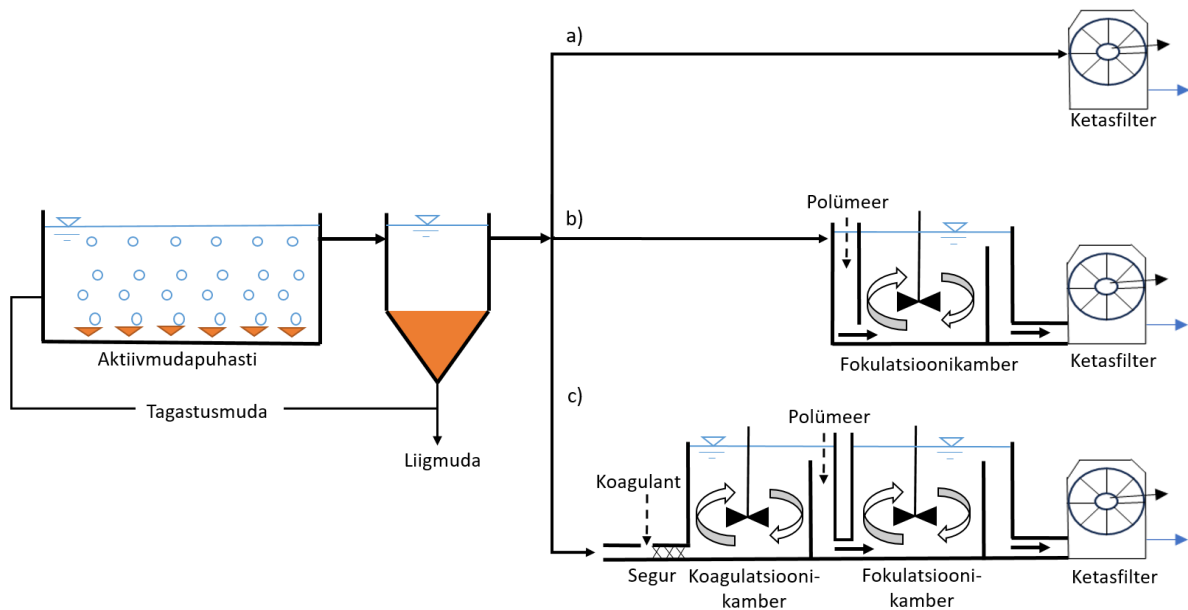 a)
Ketasfilter
Aktiivmudapuhasti
Tagastusmuda
Liigmuda
b)
Polümeer
Fokulatsioonikamber
Ketasfilter
c)
Polümeer
Koagulant
Segur
Koagulatsiooni-
kamber
Fokulatsiooni-
kamber
Ketasfilter